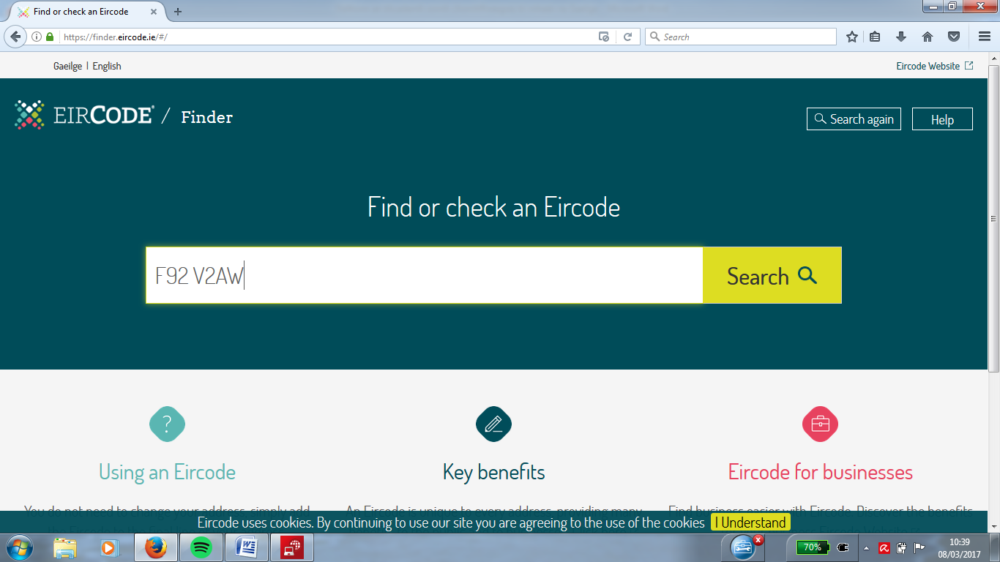 Find or check an Eircode
https://finder.eircode.ie/#/
Search
Gaeilge | English
Eircode Website
EIRCODE® / Finder
Search again
Help
Find or check an Eircode
F92 V2AW
Search
?
Using an Eircode
Key benefits
Eircode for businesses
You do not need to change your address, simply add
An Eircode is unique to every address, providing many
Find business easier with Eircode. Discover the benefits
Eircode uses cookies. By continuing to use our site you are agreeing to the use of the cookies I Understand
70%
10:39
08/03/2017